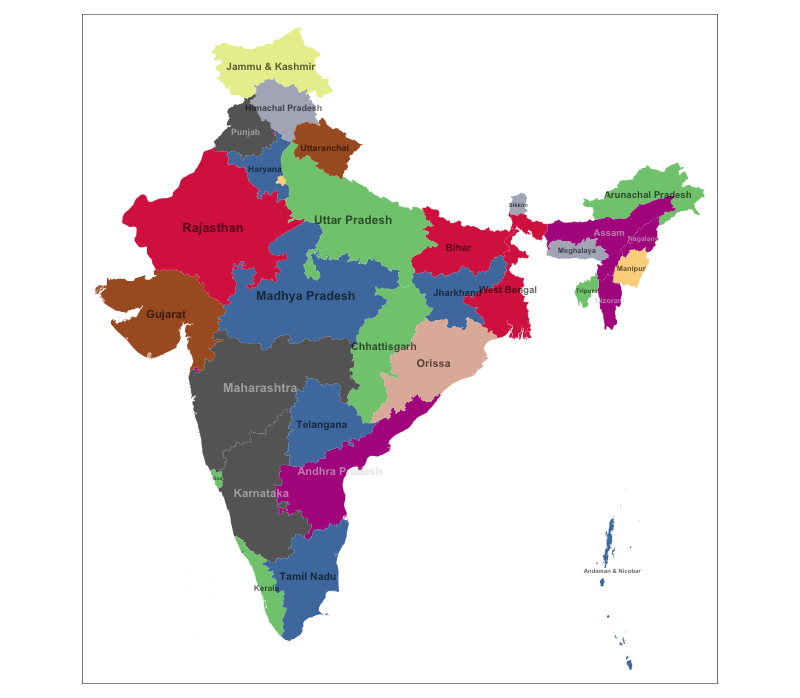 Jammu & Kashmir
Himachal Pradesh
Punjab
Uttaranchal
Haryana
Arunachal Pradesh
Sikkim
Uttar Pradesh
Rajasthan
Assam
Nagaland
Bihar
Meghalaya
Manipur
Tripura
Mizoram
Jharkhand
West Bengal
Madhya Pradesh
Gujarat
Chhattisgarh
Orissa
Maharashtra
Telangana
Andhra Pradesh
Goa
Karnataka
Andaman & Nicobar
Tamil Nadu
Kerala